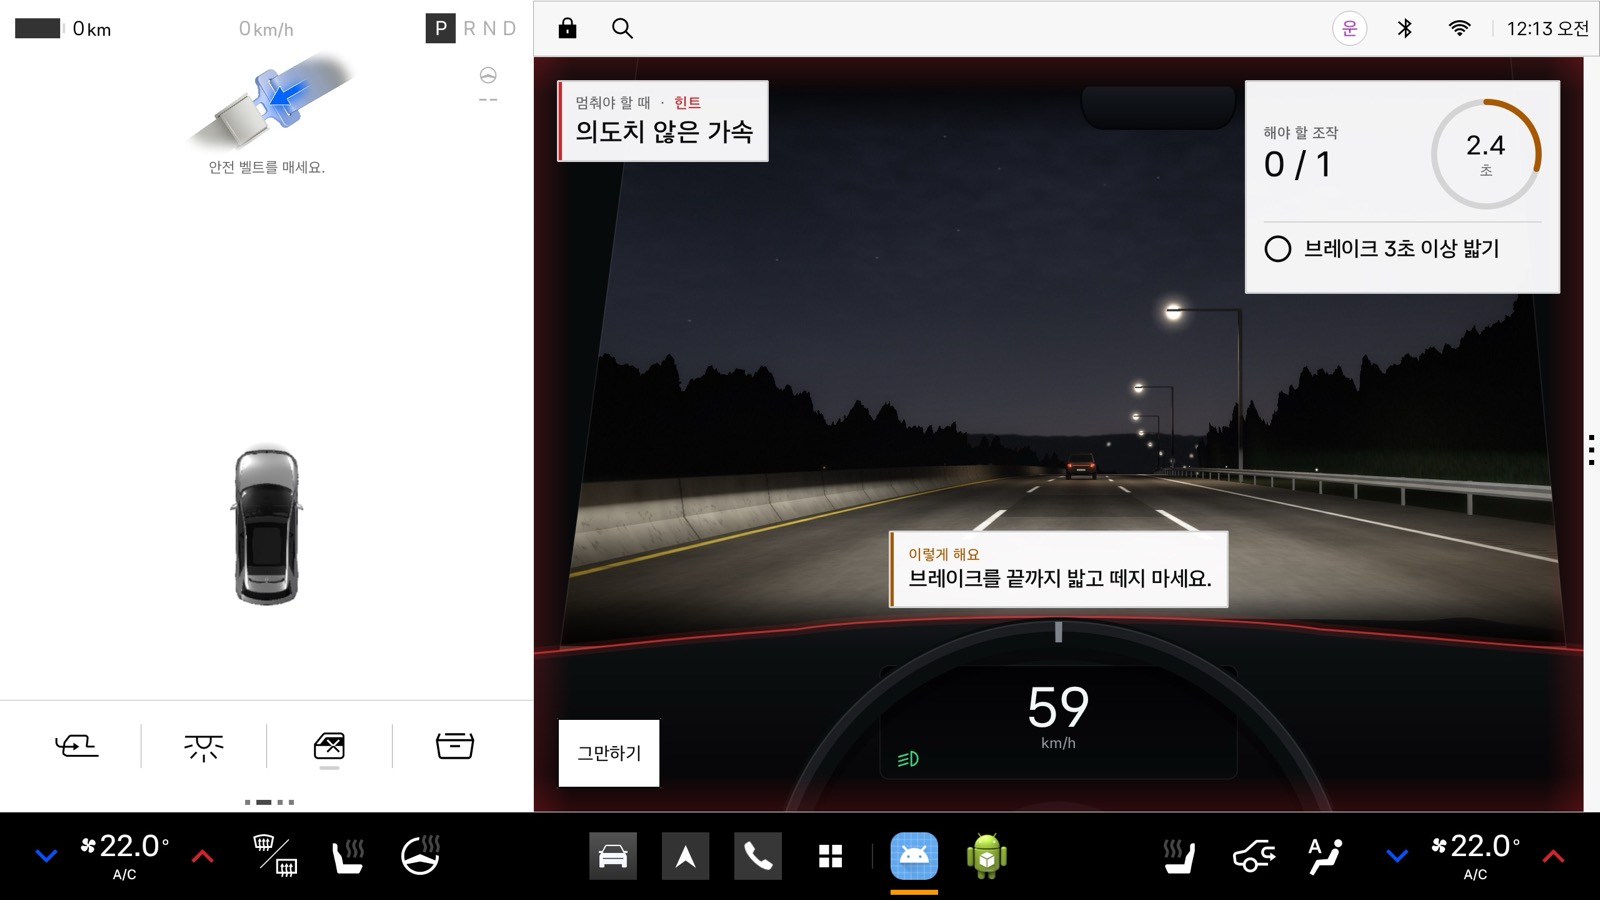 0 km
0 km/h
P R N D
안전 벨트를 매세요.
운
12:13 오전
멈춰야 할 때 · 힌트
의도치 않은 가속
해야 할 조작
0 / 1
2.4
초
브레이크 3초 이상 밟기
이렇게 해요
브레이크를 끝까지 밟고 떼지 마세요.
59
km/h
그만하기
22.0°
A/C
A
22.0°
A/C